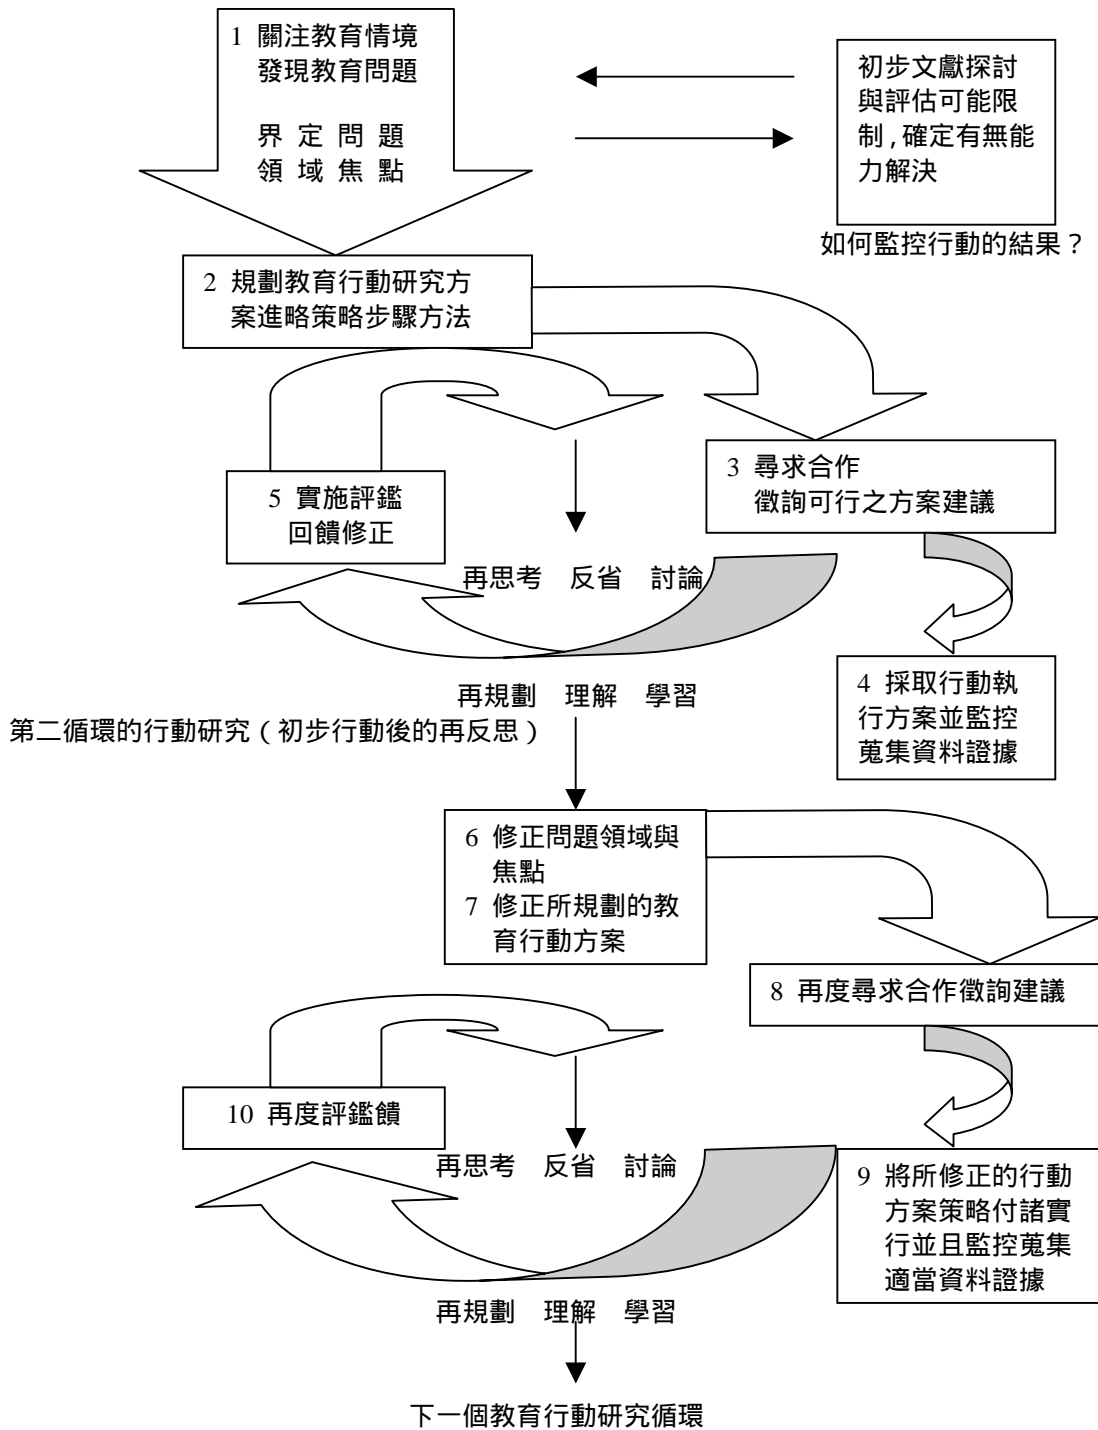 1 關注教育情境
發現教育問題
界 定 問 題
領 域 焦 點
初步文獻探討
與評估可能限
制,確定有無能
力解決
如何監控行動的結果？
2 規劃教育行動研究方
案進略策略步驟方法
3 尋求合作
徵詢可行之方案建議
5 實施評鑑
回饋修正
再思考 反省 討論
4 採取行動執
行方案並監控
蒐集資料證據
再規劃 理解 學習
第二循環的行動研究（初步行動後的再反思）
6 修正問題領域與
焦點
7 修正所規劃的教
育行動方案
8 再度尋求合作徵詢建議
10 再度評鑑饋
再思考 反省 討論
9 將所修正的行動
方案策略付諸實
行並且監控蒐集
適當資料證據
再規劃 理解 學習
下一個教育行動研究循環